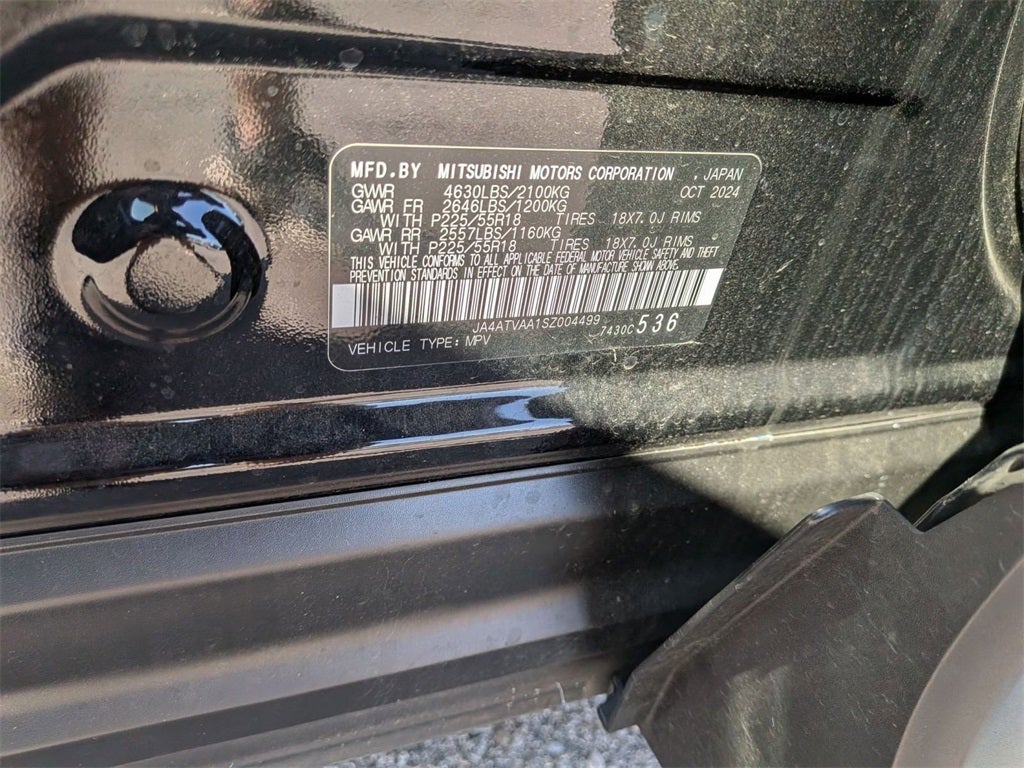 MFD.BY MITSUBISHI MOTORS CORPORATION , JAPAN
GVWR 4630LBS/2100KG OCT 2024
GAWR FR 2646LBS/1200KG
WITH P225/55R18 TIRES 18X7.0J RIMS
GAWR RR 2557LBS/1160KG
WITH P225/55R18 TIRES 18X7.0J RIMS
THIS VEHICLE CONFORMS TO ALL APPLICABLE FEDERAL MOTOR VEHICLE SAFETY AND THEFT
PREVENTION STANDARDS IN EFFECT ON THE DATE OF MANUFACTURE SHOWN ABOVE.
JA4ATVAA1SZ004499 7430C 536
VEHICLE TYPE: MPV